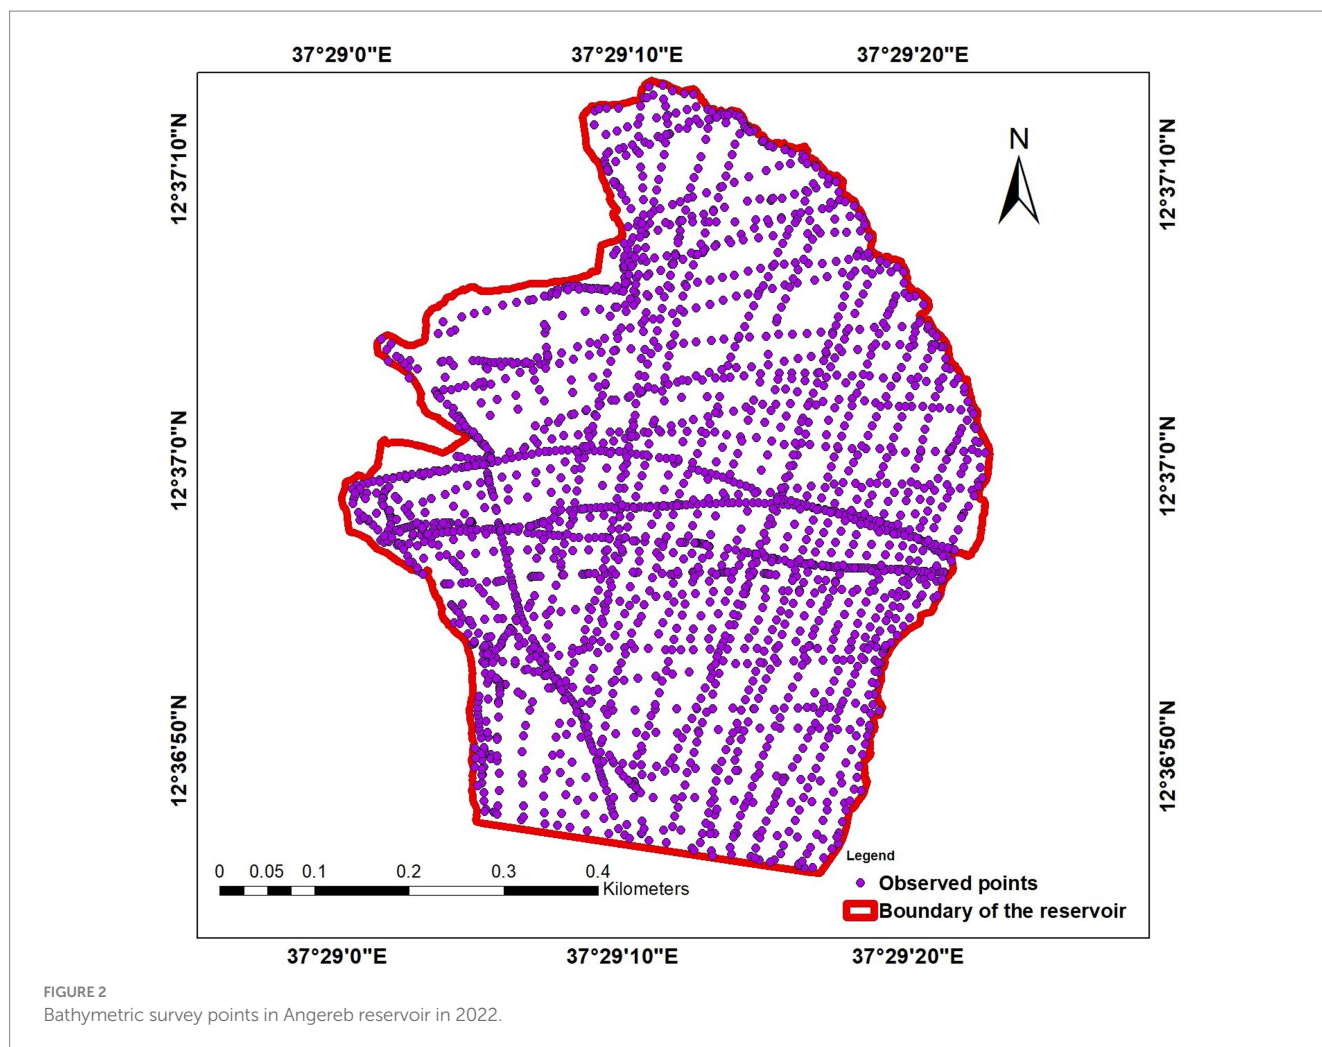 37°29'0"E 37°29'10"E 37°29'20"E
12°37'10"N
12°37'10"N
N
12°37'0"N
12°37'0"N
12°36'50"N
12°36'50"N
Legend
0 0.05 0.1 0.2 0.3 0.4
Kilometers
Observed points
Boundary of the reservoir
37°29'0"E 37°29'10"E 37°29'20"E
FIGURE 2
Bathymetric survey points in Angereb reservoir in 2022.